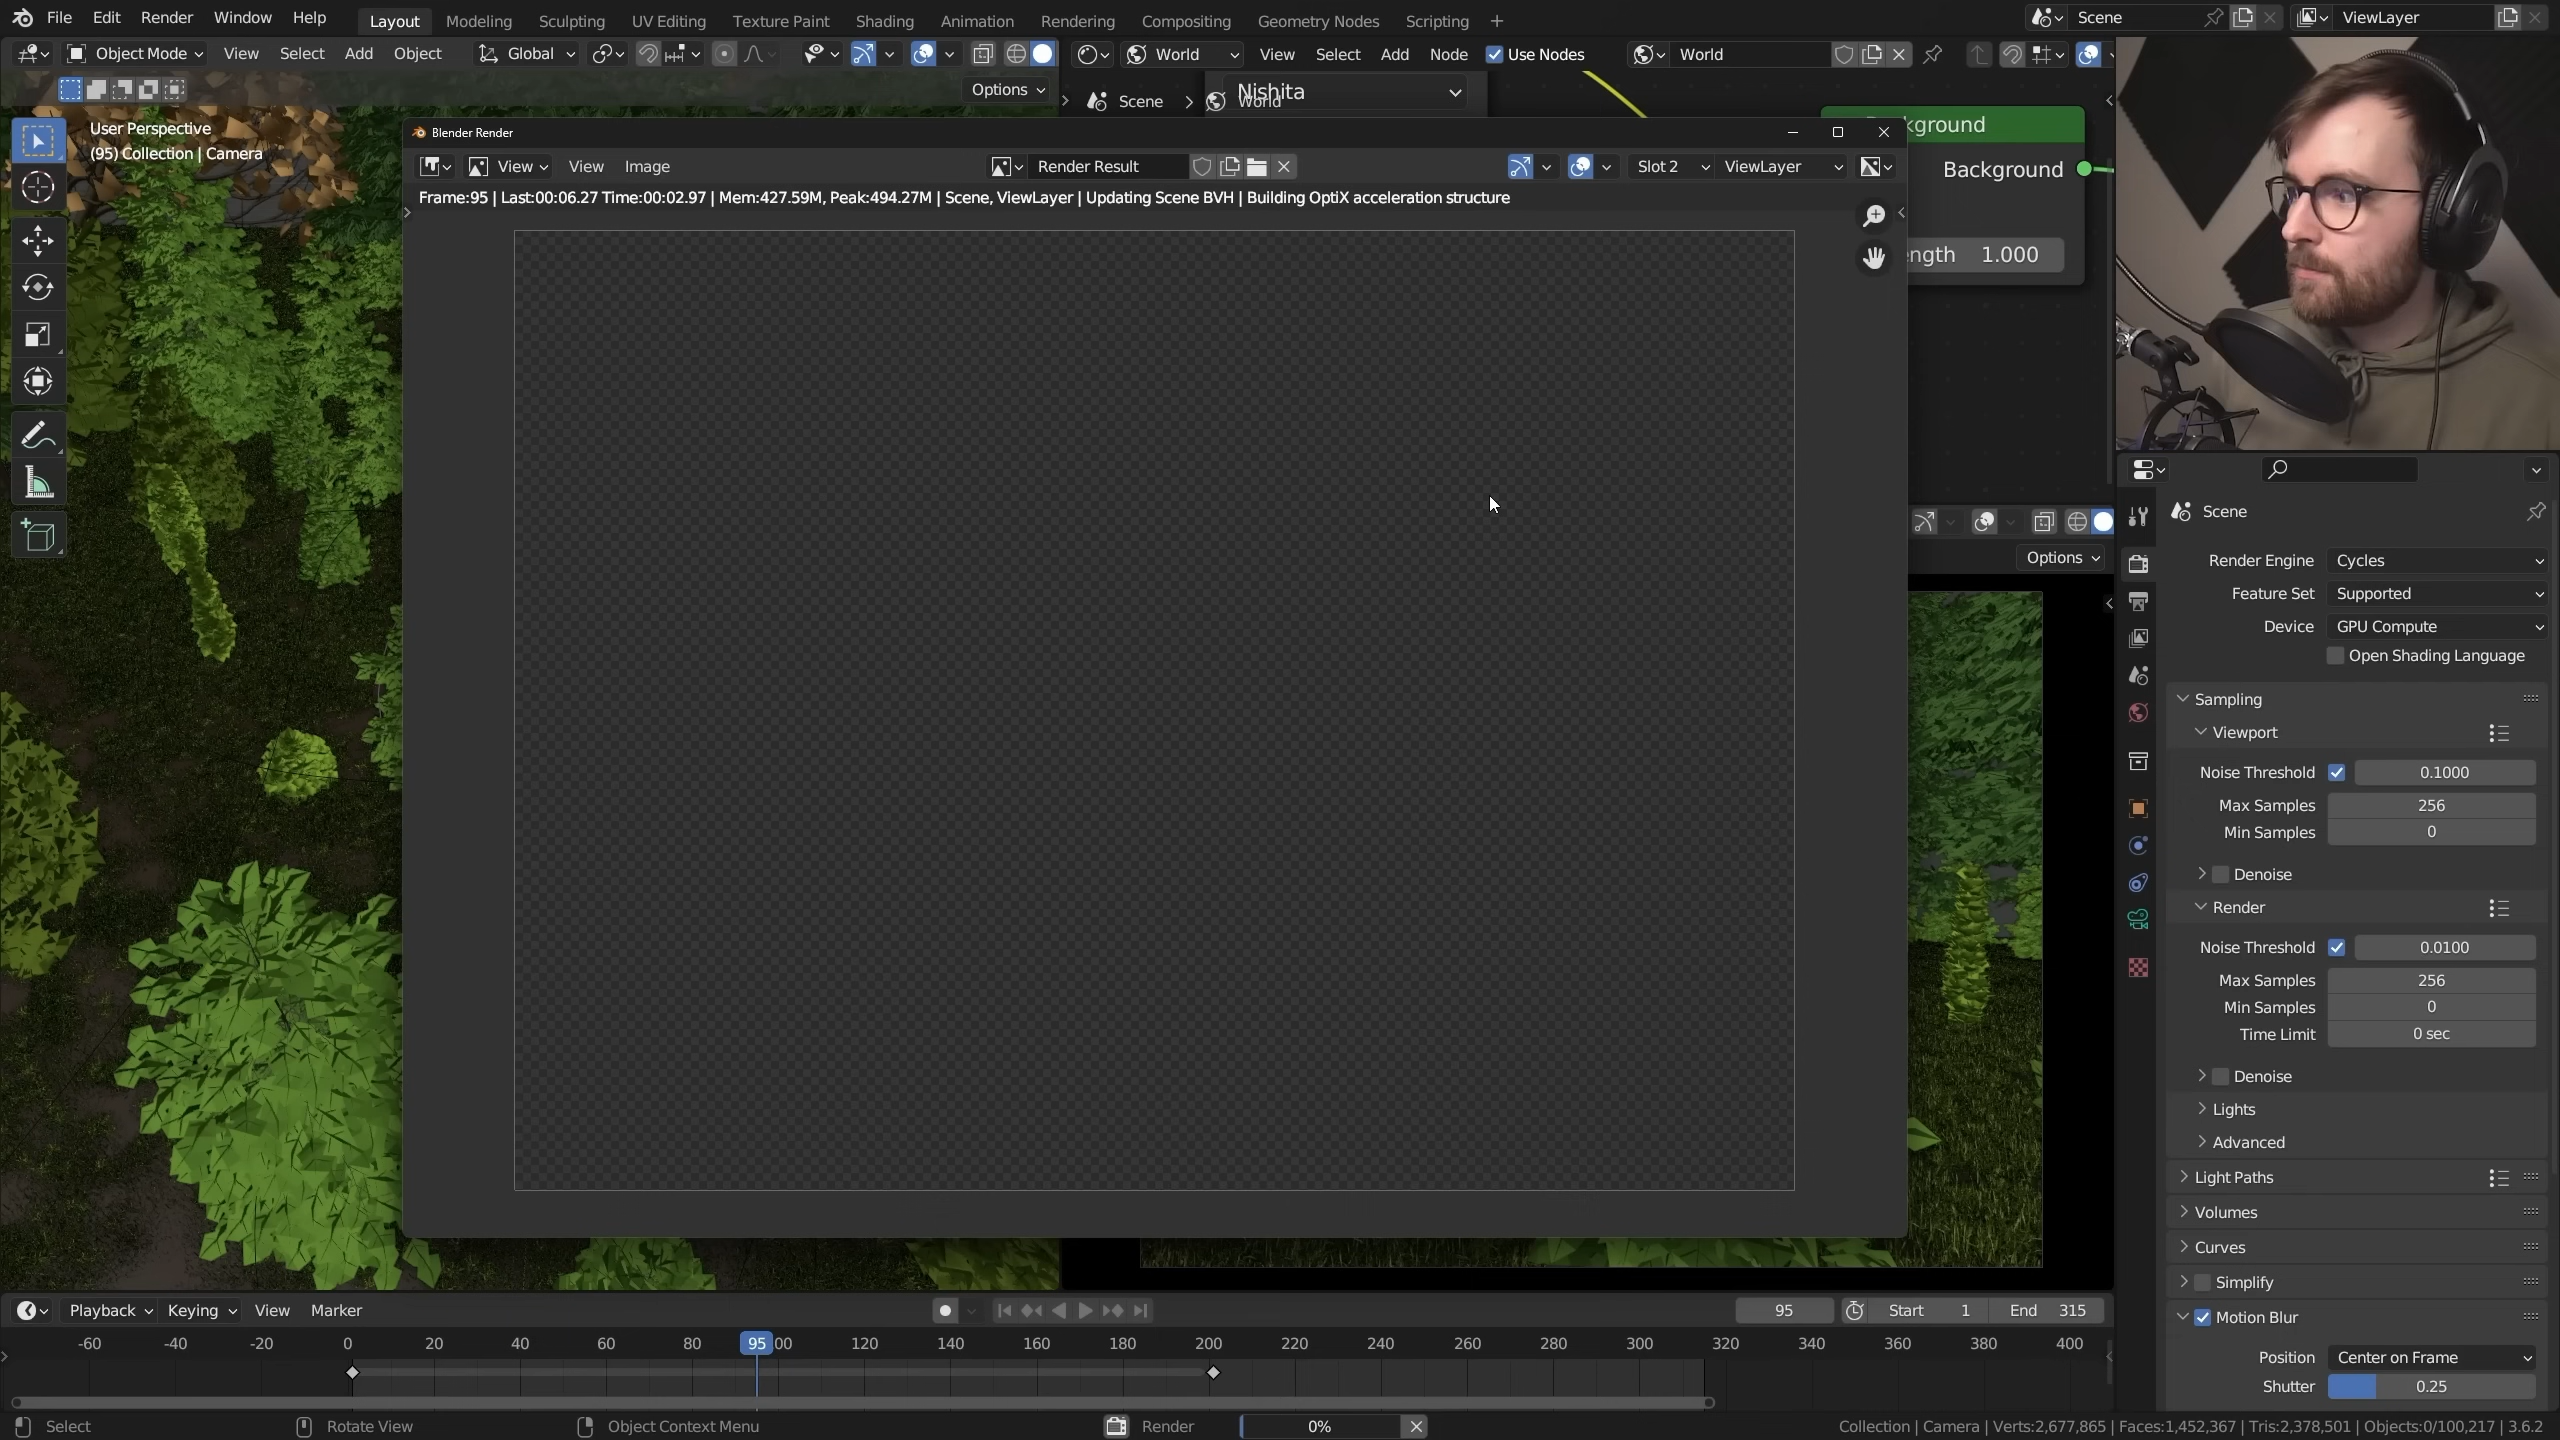 File Edit Render Window Help Layout Modeling Sculpting UV Editing Texture Paint Shading Animation Rendering Compositing Geometry Nodes Scripting + Scene ViewLayer
Object Mode View Select Add Object Global World View Select Add Node Use Nodes World
Options Scene > World Nishita
User Perspective
(95) Collection | Camera
Blender Render
View View Image Render Result Slot 2 ViewLayer
Frame:95 | Last:00:06.27 Time:00:02.97 | Mem:427.59M, Peak:494.27M | Scene, ViewLayer | Updating Scene BVH | Building OptiX acceleration structure
kground
Background
ength 1.000
Options
Scene
Render Engine Cycles
Feature Set Supported
Device GPU Compute
Open Shading Language
Sampling
Viewport
Noise Threshold 0.1000
Max Samples 256
Min Samples 0
Denoise
Render
Noise Threshold 0.0100
Max Samples 256
Min Samples 0
Time Limit 0 sec
Denoise
Lights
Advanced
Light Paths
Volumes
Curves
Simplify
Motion Blur
Position Center on Frame
Shutter 0.25
Playback Keying View Marker 95 Start 1 End 315
-60 -40 -20 0 20 40 60 80 95 00 120 140 160 180 200 220 240 260 280 300 320 340 360 380 400
Select Rotate View Object Context Menu Render 0% Collection | Camera | Verts:2,677,865 | Faces:1,452,367 | Tris:2,378,501 | Objects:0/100,217 | 3.6.2